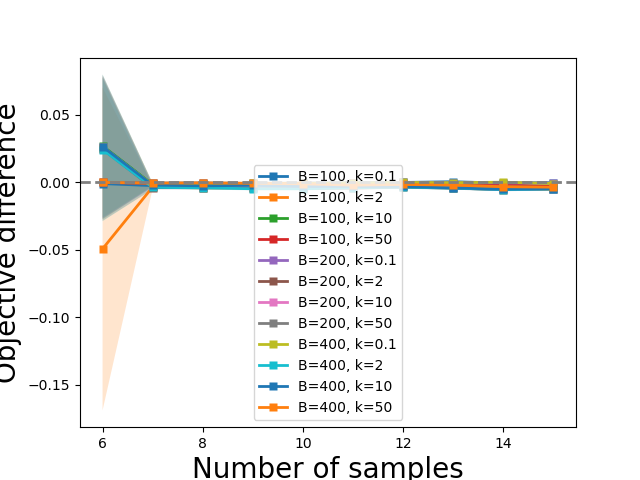 Objective difference
0.05
0.00
−0.05
−0.10
−0.15
6
8
10
12
14
Number of samples
B=100, k=0.1
B=100, k=2
B=100, k=10
B=100, k=50
B=200, k=0.1
B=200, k=2
B=200, k=10
B=200, k=50
B=400, k=0.1
B=400, k=2
B=400, k=10
B=400, k=50